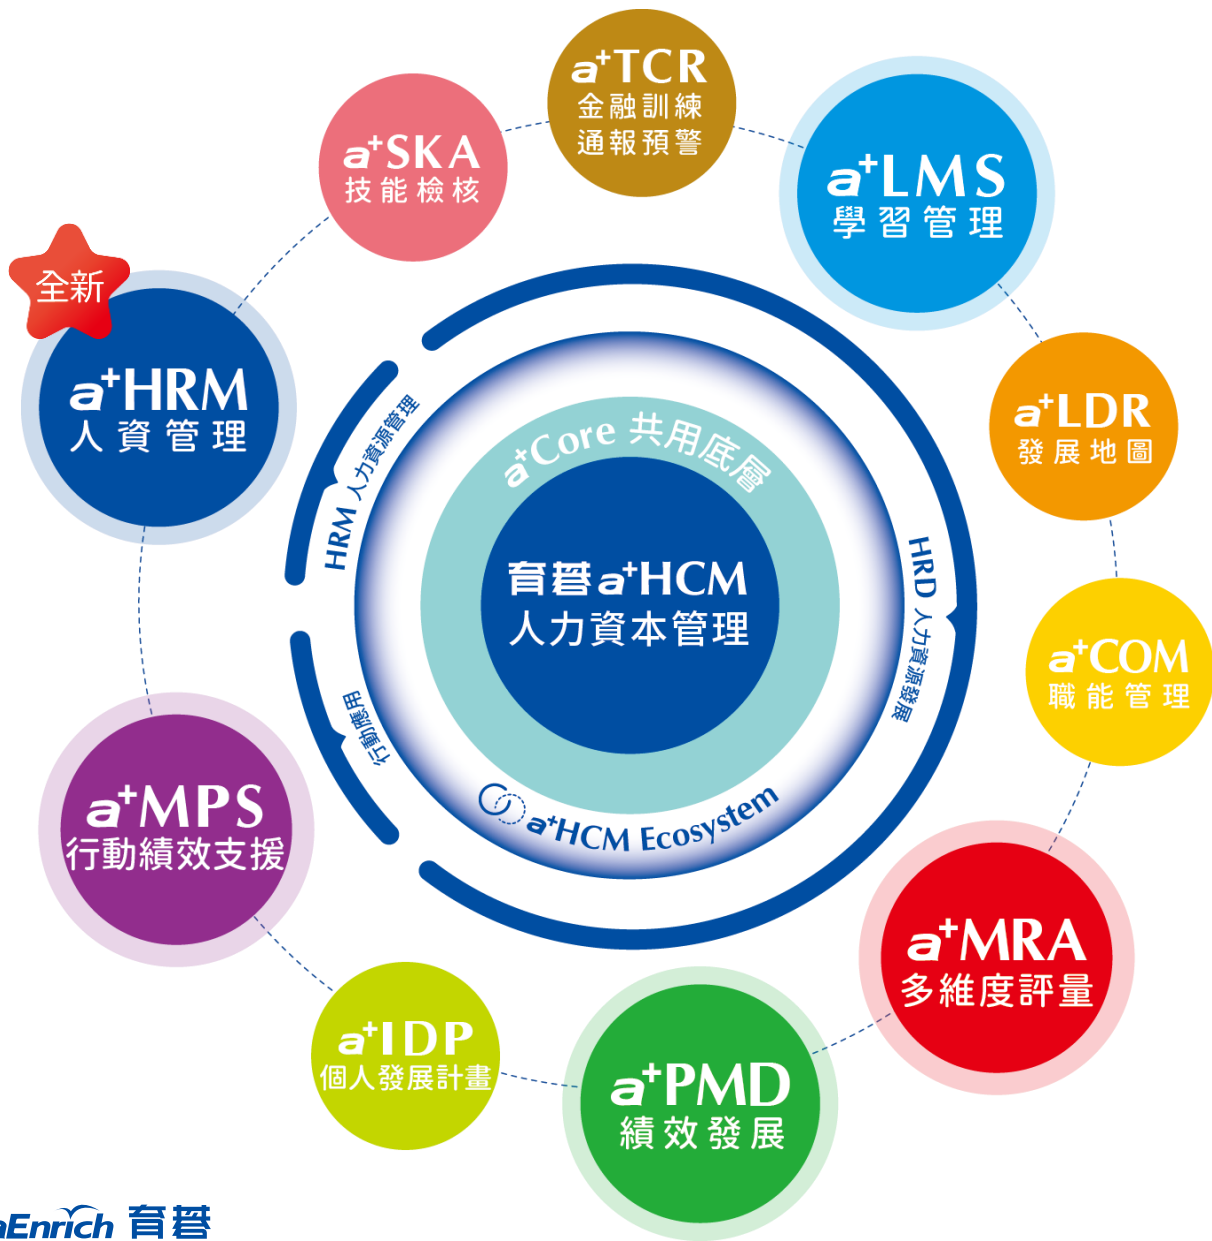 a⁺TCR
金融訓練
通報預警
a⁺SKA
技能檢核
a⁺LMS
學習管理
全新
a⁺HRM
人資管理
a⁺LDR
發展地圖
HRM 人力資源管理
a⁺Core 共用底層
育碁a⁺HCM
人力資本管理
HRD 人力資源發展
a⁺COM
職能管理
行動應用
a⁺HCM Ecosystem
a⁺MPS
行動績效支援
a⁺MRA
多維度評量
a⁺IDP
個人發展計畫
a⁺PMD
績效發展
aEnrich 育碁